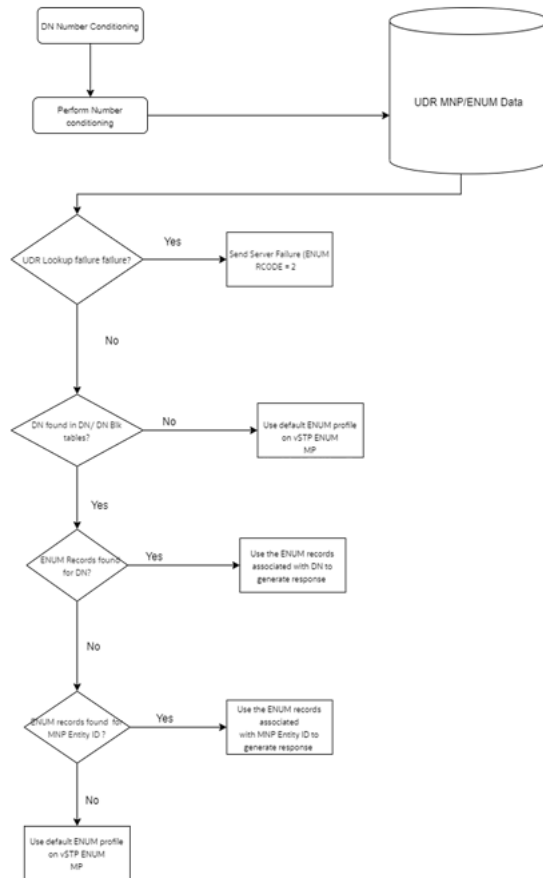 DN Number Conditioning
Perform Number
conditioning
UDR MNP/ENUM Data
UDR Lookup failure failure?
Yes
Send Server Failure (ENUM
RCODE = 2
No
DN found in DN/ DN Blk
tables?
No
Use default ENUM profile
on vSTP ENUM
MP
Yes
ENUM Records found
for DN?
Yes
Use the ENUM records
associated with DN to
generate response
No
ENUM records found for
MNP Entity ID ?
Yes
Use the ENUM records
associated
with MNP Entity ID to
generate response
No
Use default ENUM profile
on vSTP ENUM
MP